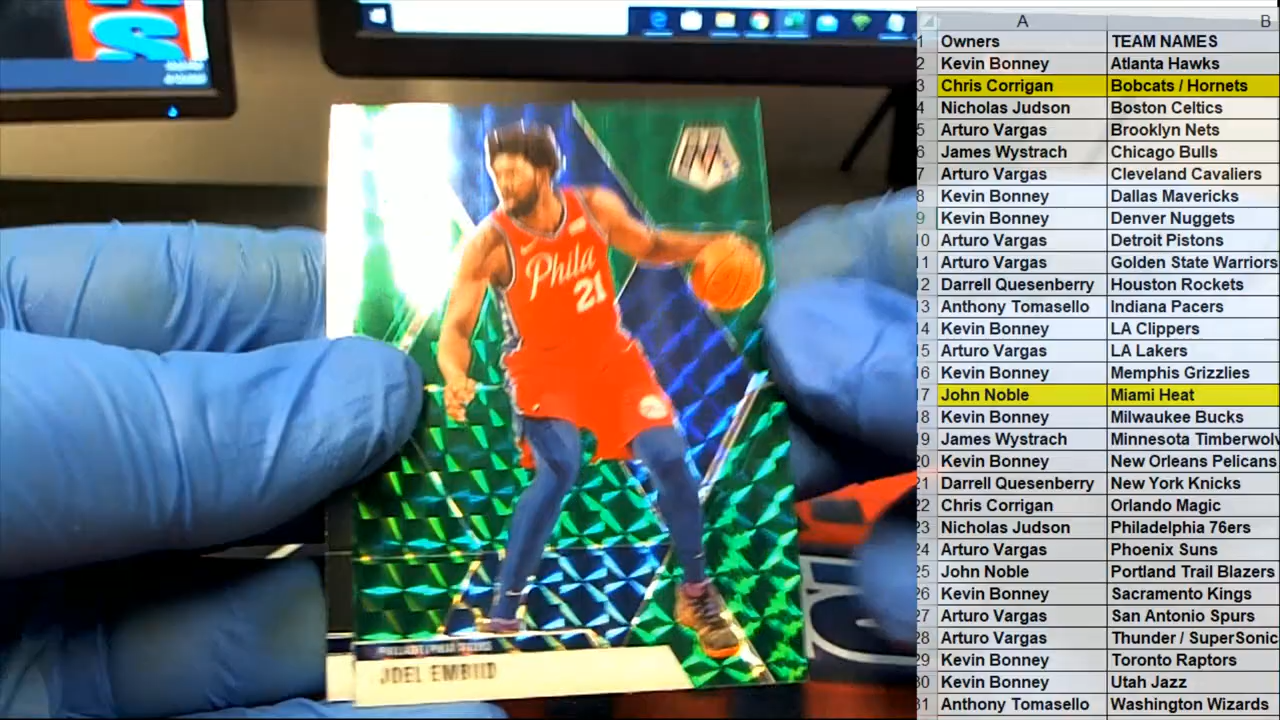 Phila
21
PHILADELPHIA 76ERS
JOEL EMBIID
A B
1 Owners TEAM NAMES
2 Kevin Bonney Atlanta Hawks
3 Chris Corrigan Bobcats / Hornets
4 Nicholas Judson Boston Celtics
5 Arturo Vargas Brooklyn Nets
6 James Wystrach Chicago Bulls
7 Arturo Vargas Cleveland Cavaliers
8 Kevin Bonney Dallas Mavericks
9 Kevin Bonney Denver Nuggets
10 Arturo Vargas Detroit Pistons
11 Arturo Vargas Golden State Warriors
12 Darrell Quesenberry Houston Rockets
13 Anthony Tomasello Indiana Pacers
14 Kevin Bonney LA Clippers
15 Arturo Vargas LA Lakers
16 Kevin Bonney Memphis Grizzlies
17 John Noble Miami Heat
18 Kevin Bonney Milwaukee Bucks
19 James Wystrach Minnesota Timberwolv
20 Kevin Bonney New Orleans Pelicans
21 Darrell Quesenberry New York Knicks
22 Chris Corrigan Orlando Magic
23 Nicholas Judson Philadelphia 76ers
24 Arturo Vargas Phoenix Suns
25 John Noble Portland Trail Blazers
26 Kevin Bonney Sacramento Kings
27 Arturo Vargas San Antonio Spurs
28 Arturo Vargas Thunder / SuperSonic
29 Kevin Bonney Toronto Raptors
30 Kevin Bonney Utah Jazz
31 Anthony Tomasello Washington Wizards